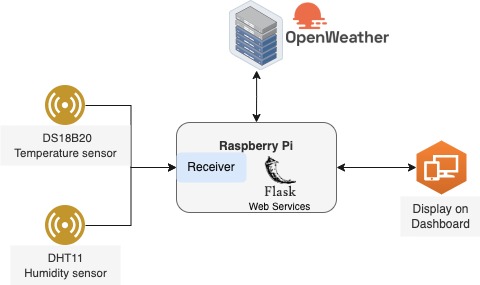 OpenWeather
DS18B20
Temperature sensor
Raspberry Pi
Receiver
Flask
Web Services
DHT11
Humidity sensor
Display on
Dashboard